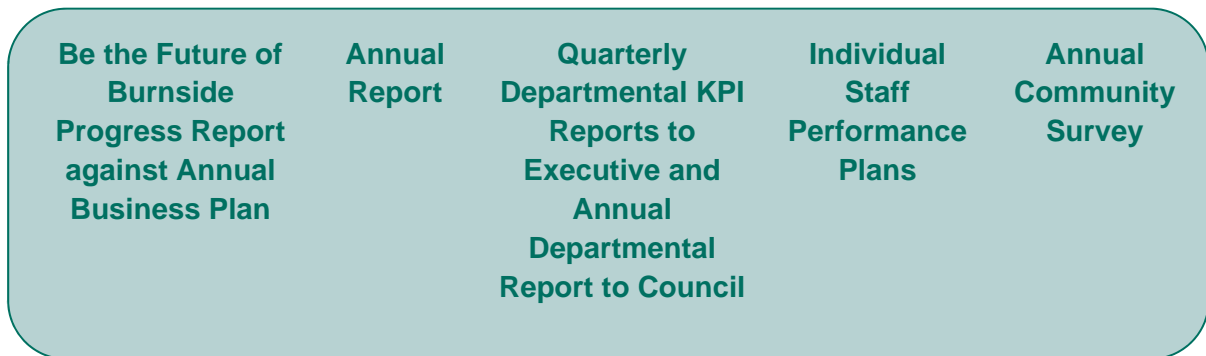 Be the Future of
Burnside
Progress Report
against Annual
Business Plan
Annual
Report
Quarterly
Departmental KPI
Reports to
Executive and
Annual
Departmental
Report to Council
Individual
Staff
Performance
Plans
Annual
Community
Survey